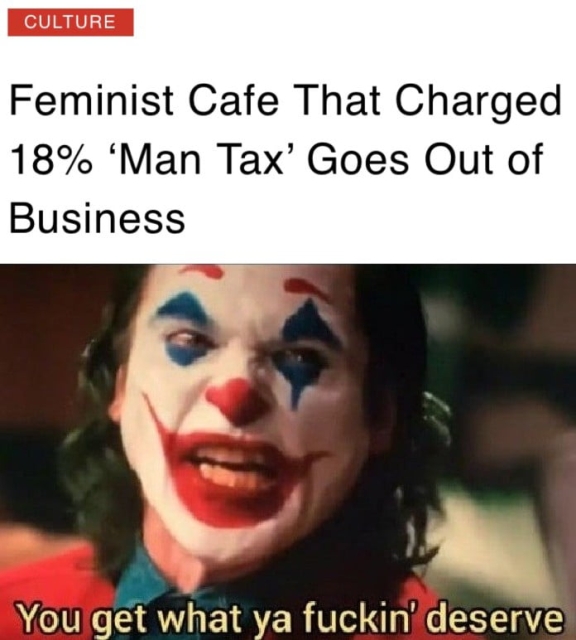 CULTURE
Feminist Cafe That Charged
18% ‘Man Tax’ Goes Out of
Business
You get what ya fuckin' deserve